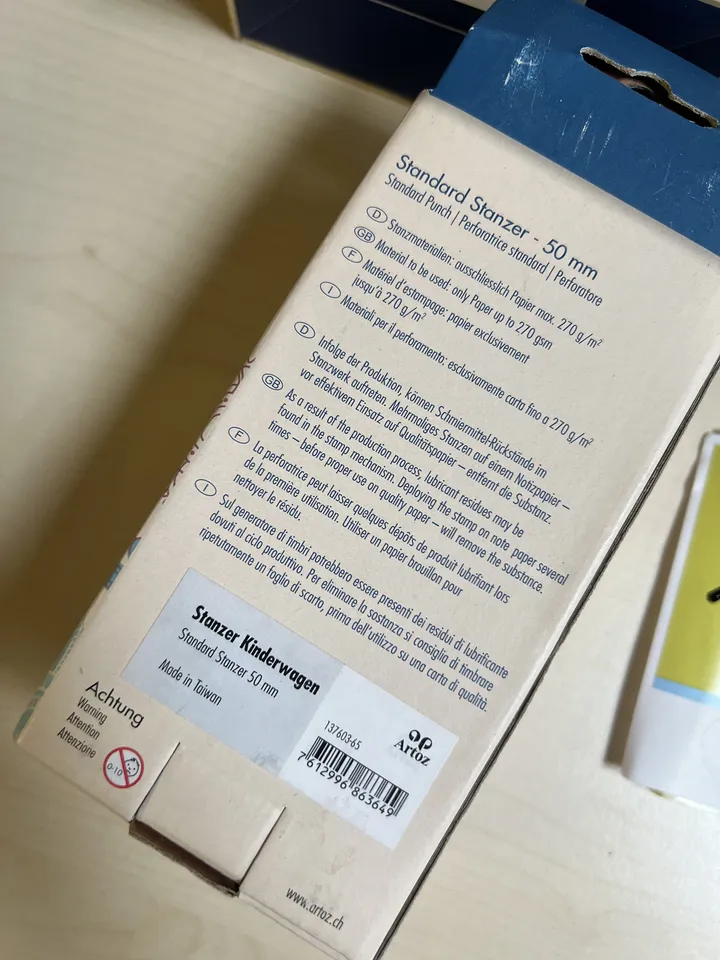 Standard Stanzer - 50 mm
Standard Punch | Perforatrice standard | Perforatore
D Stanzmaterialien: ausschliesslich Papier max. 270 g/m²
GB Material to be used: only Paper up to 270 gsm
F Matériel d'estampage: papier exclusivement
jusqu'à 270 g/m²
I Materiali per il perforamento: esclusivamente carta fino a 270 g/m²
D Infolge der Produktion, können Schmiermittel-Rückstände im
Stanzwerk auftreten. Mehrmaliges Stanzen auf einem Notizpapier –
vor effektivem Einsatz auf Qualitätspapier – entfernt die Substanz.
GB As a result of the production process, lubricant residues may be
found in the stamp mechanism. Deploying the stamp on note paper several
times – before proper use on quality paper – will remove the substance.
F La perforatrice peut laisser quelques dépôts de produit lubrifiant lors
de la première utilisation. Utiliser un papier brouillon pour
nettoyer le résidu.
I Sul generatore di timbri potrebbero essere presenti dei residui di lubrificante
dovuti al ciclo produttivo. Per eliminare la sostanza si consiglia di timbrare
ripetutamente un foglio di scarto, prima dell'utilizzo su una carta di qualità.
Stanzer Kinderwagen
Standard Stanzer 50 mm
Made in Taiwan
13760365
Artoz
7612996863649
Achtung
Warning
Attention
Attenzione
0-10
www.artoz.ch